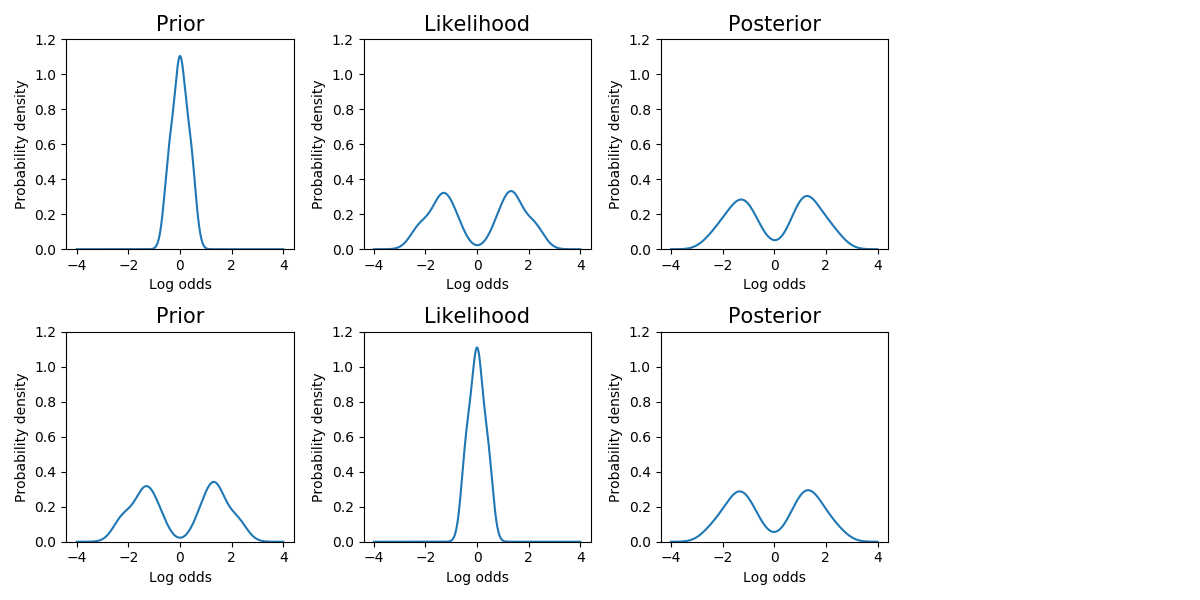 Prior Likelihood Posterior
1.2 1.2 1.2
1.0 1.0 1.0
0.8 0.8 0.8
0.6 0.6 0.6
0.4 0.4 0.4
0.2 0.2 0.2
0.0 0.0 0.0
Probability density Probability density Probability density
−4 −2 0 2 4 −4 −2 0 2 4 −4 −2 0 2 4
Log odds Log odds Log odds
Prior Likelihood Posterior
1.2 1.2 1.2
1.0 1.0 1.0
0.8 0.8 0.8
0.6 0.6 0.6
0.4 0.4 0.4
0.2 0.2 0.2
0.0 0.0 0.0
Probability density Probability density Probability density
−4 −2 0 2 4 −4 −2 0 2 4 −4 −2 0 2 4
Log odds Log odds Log odds